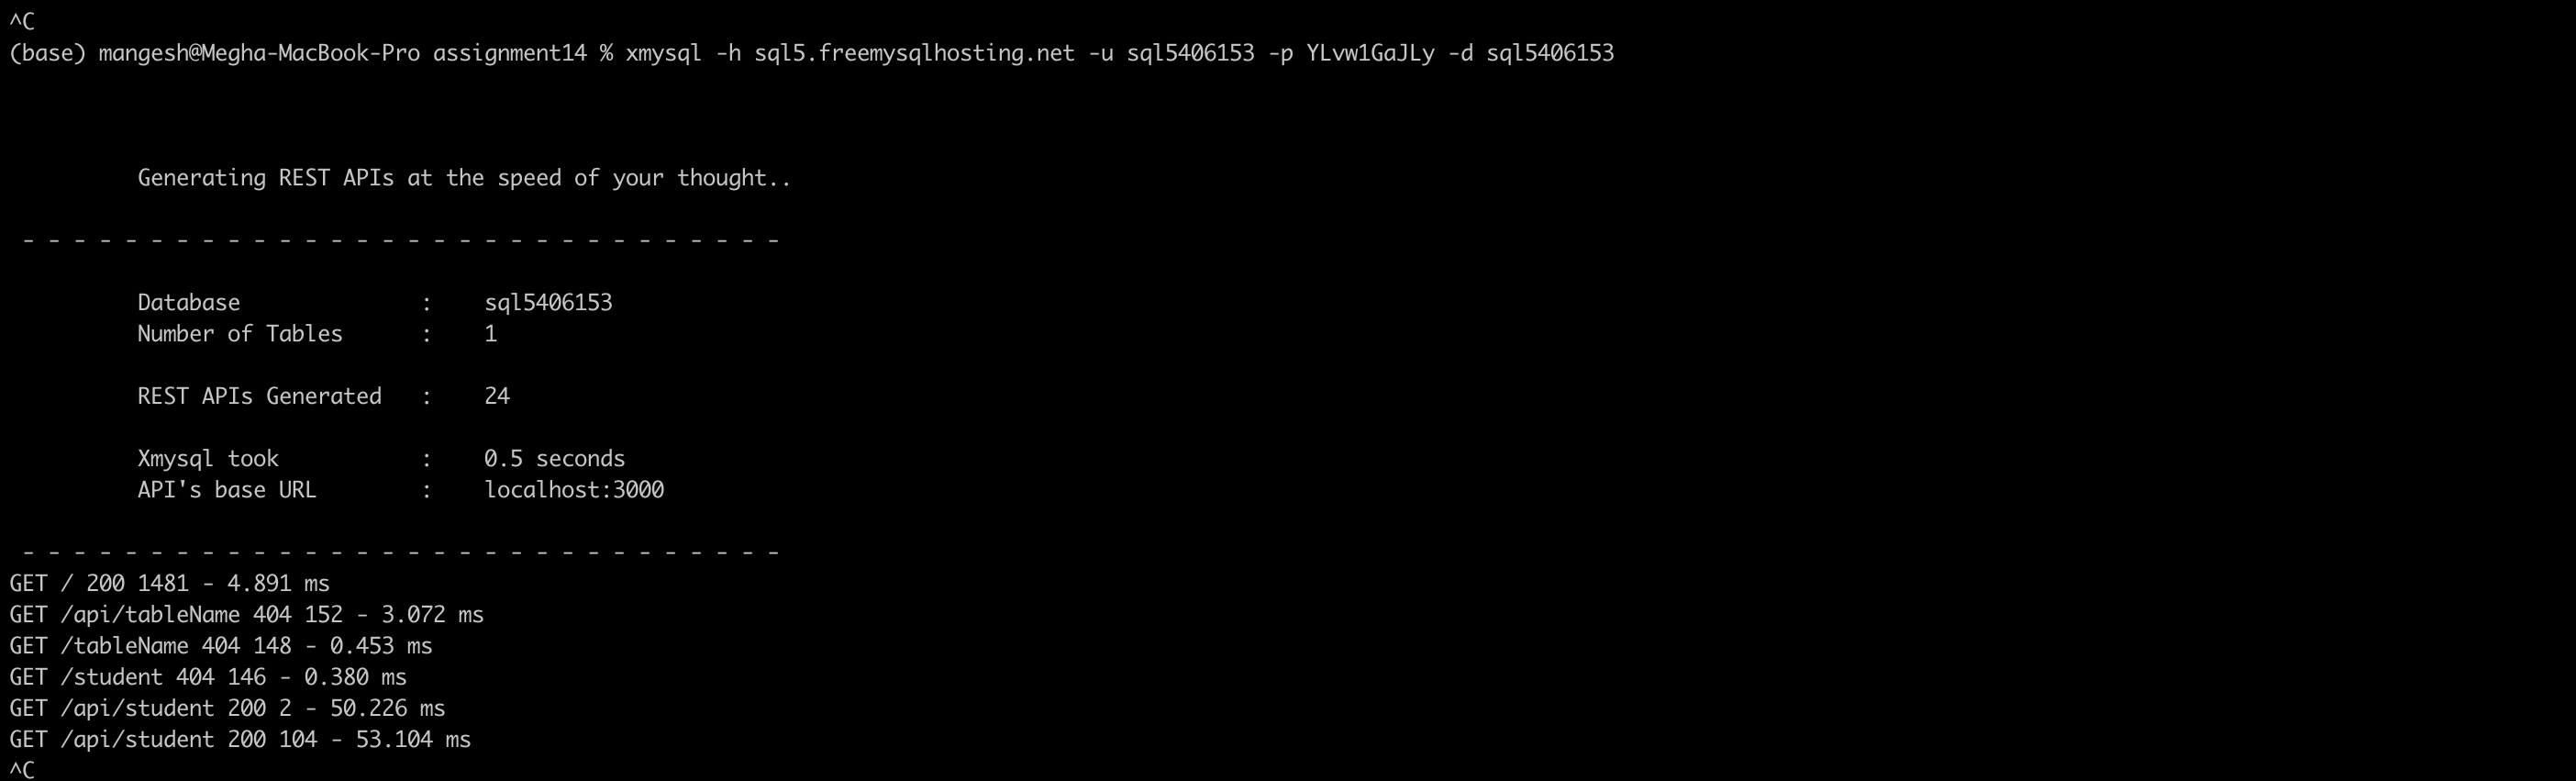 ^C
(base) mangesh@Megha-MacBook-Pro assignment14 % xmysql -h sql5.freemysqlhosting.net -u sql5406153 -p YLvw1GaJLy -d sql5406153
Generating REST APIs at the speed of your thought..
- - - - - - - - - - - - - - - - - - - - - - - - - - - - - -
Database : sql5406153
Number of Tables : 1
REST APIs Generated : 24
Xmysql took : 0.5 seconds
API's base URL : localhost:3000
- - - - - - - - - - - - - - - - - - - - - - - - - - - - - -
GET / 200 1481 - 4.891 ms
GET /api/tableName 404 152 - 3.072 ms
GET /tableName 404 148 - 0.453 ms
GET /student 404 146 - 0.380 ms
GET /api/student 200 2 - 50.226 ms
GET /api/student 200 104 - 53.104 ms
^C